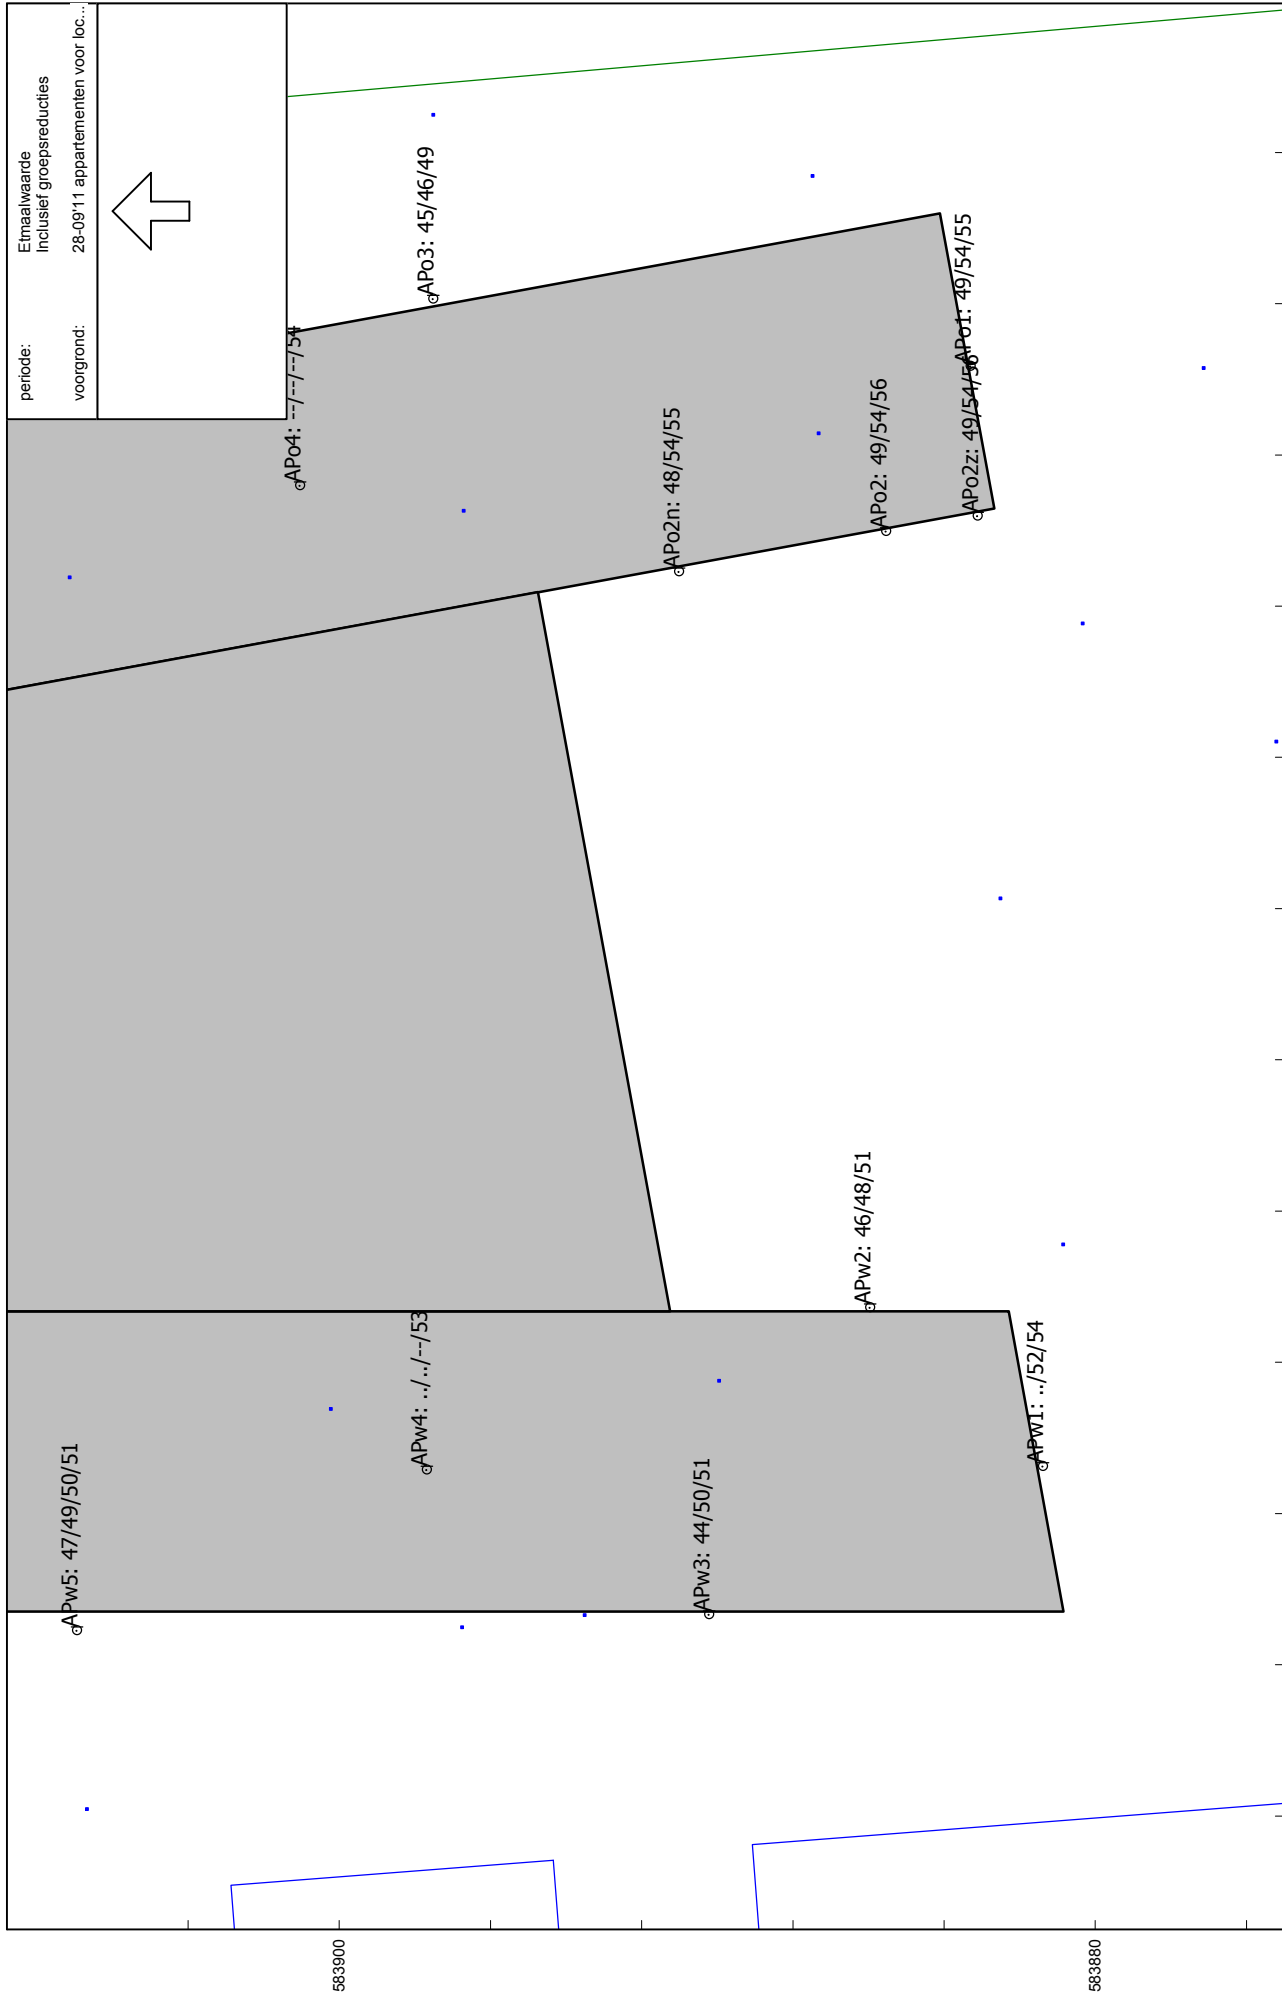 periode: Etmaalwaarde
Inclusief groepsreducties
voorgrond: 28-09'11 appartementen voor loc...
APo4: --/--/--/54
APo3: 45/46/49
APo2n: 48/54/55
APo2: 49/54/56
APo1: 49/54/55
APo2z: 49/54/56
APw2: 46/48/51
APw5: 47/49/50/51
APw4: ../../--/53
APw3: 44/50/51
APw1: ../52/54
583900
583880